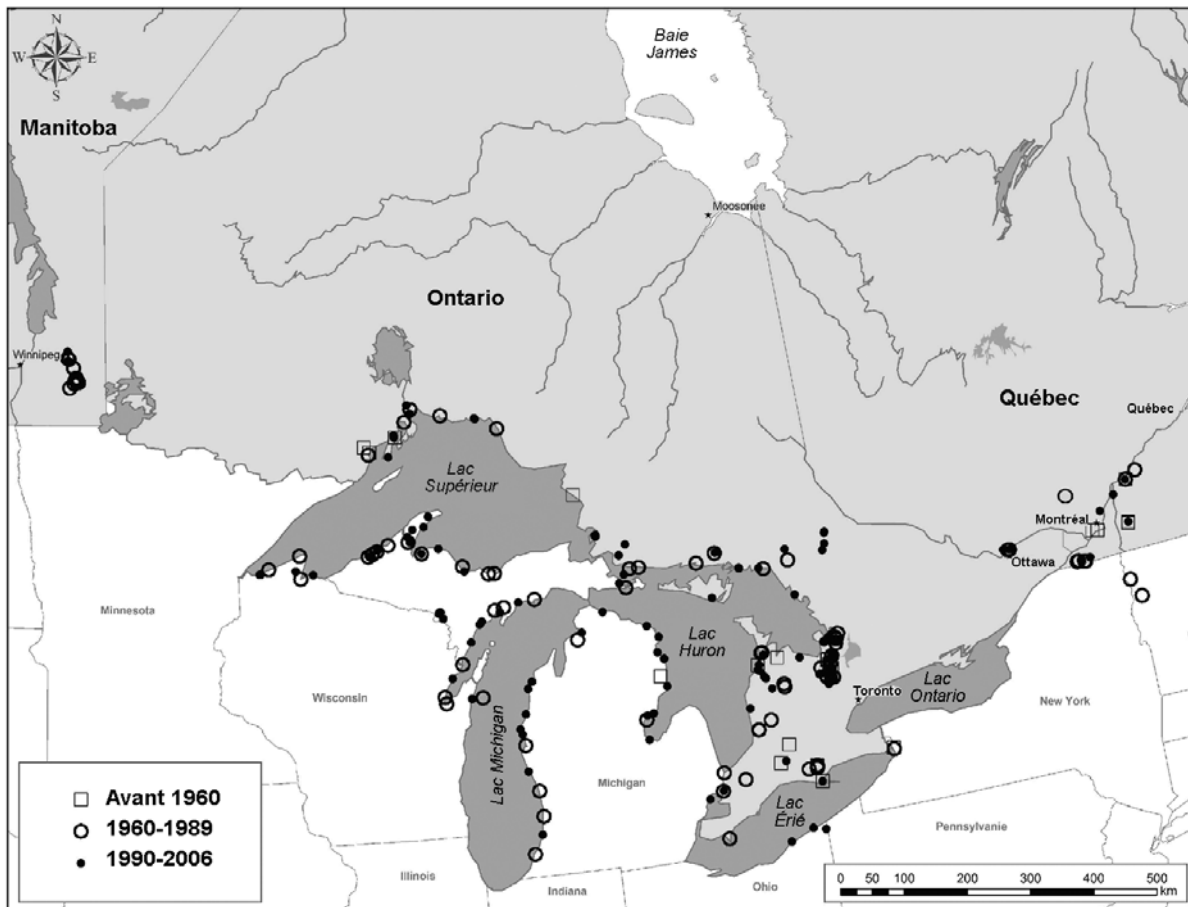 N
W
E
S
Manitoba
Baie
James
Moosonee
Ontario
Winnipeg
Québec
Québec
Lac
Supérieur
Montréal
Ottawa
Minnesota
Lac
Huron
Toronto
Lac
Ontario
Wisconsin
New York
Lac Michigan
Michigan
Avant 1960
1960-1989
1990-2006
Lac
Érié
Pennsylvanie
Illinois
Indiana
Ohio
0 50 100 200 300 400 500
km